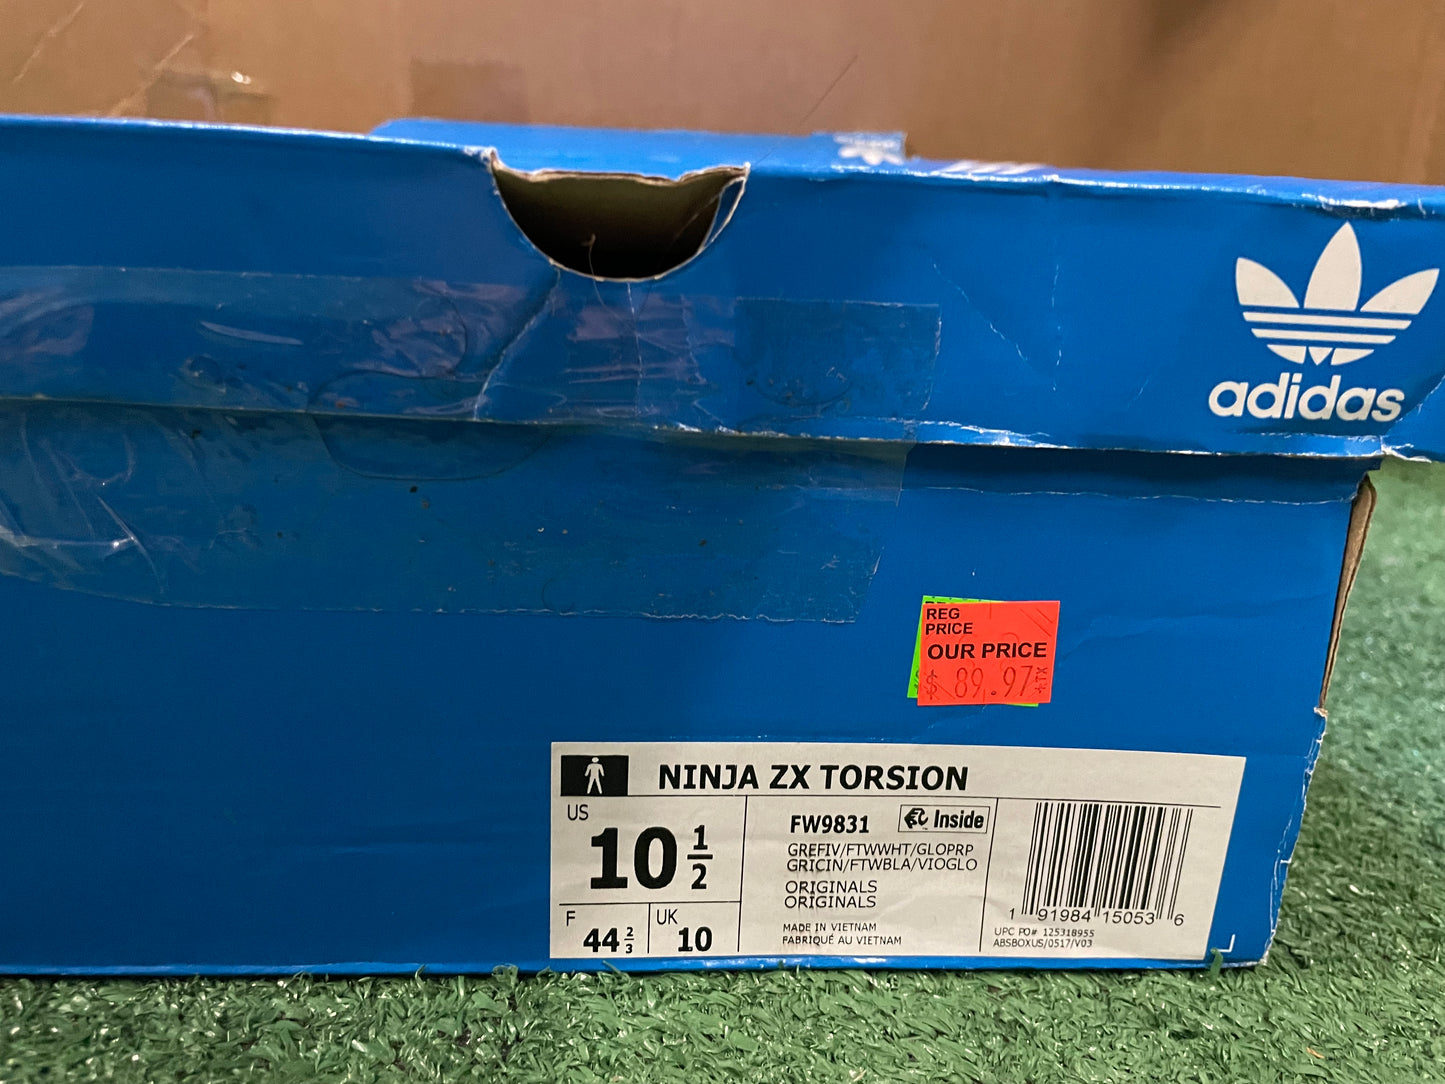 adidas
REG
PRICE
OUR PRICE
$ 89.97
NINJA ZX TORSION
US
10 1/2
F
44 2/3
UK
10
FW9831
Inside
GREFIV/FTWWHT/GLOPRP
GRICIN/FTWBLA/VIOGLO
ORIGINALS
ORIGINALS
MADE IN VIETNAM
FABRIQUÉ AU VIETNAM
1 91984 15053 6
UPC PO# 125318955
ABSBOXUS/0517/V03